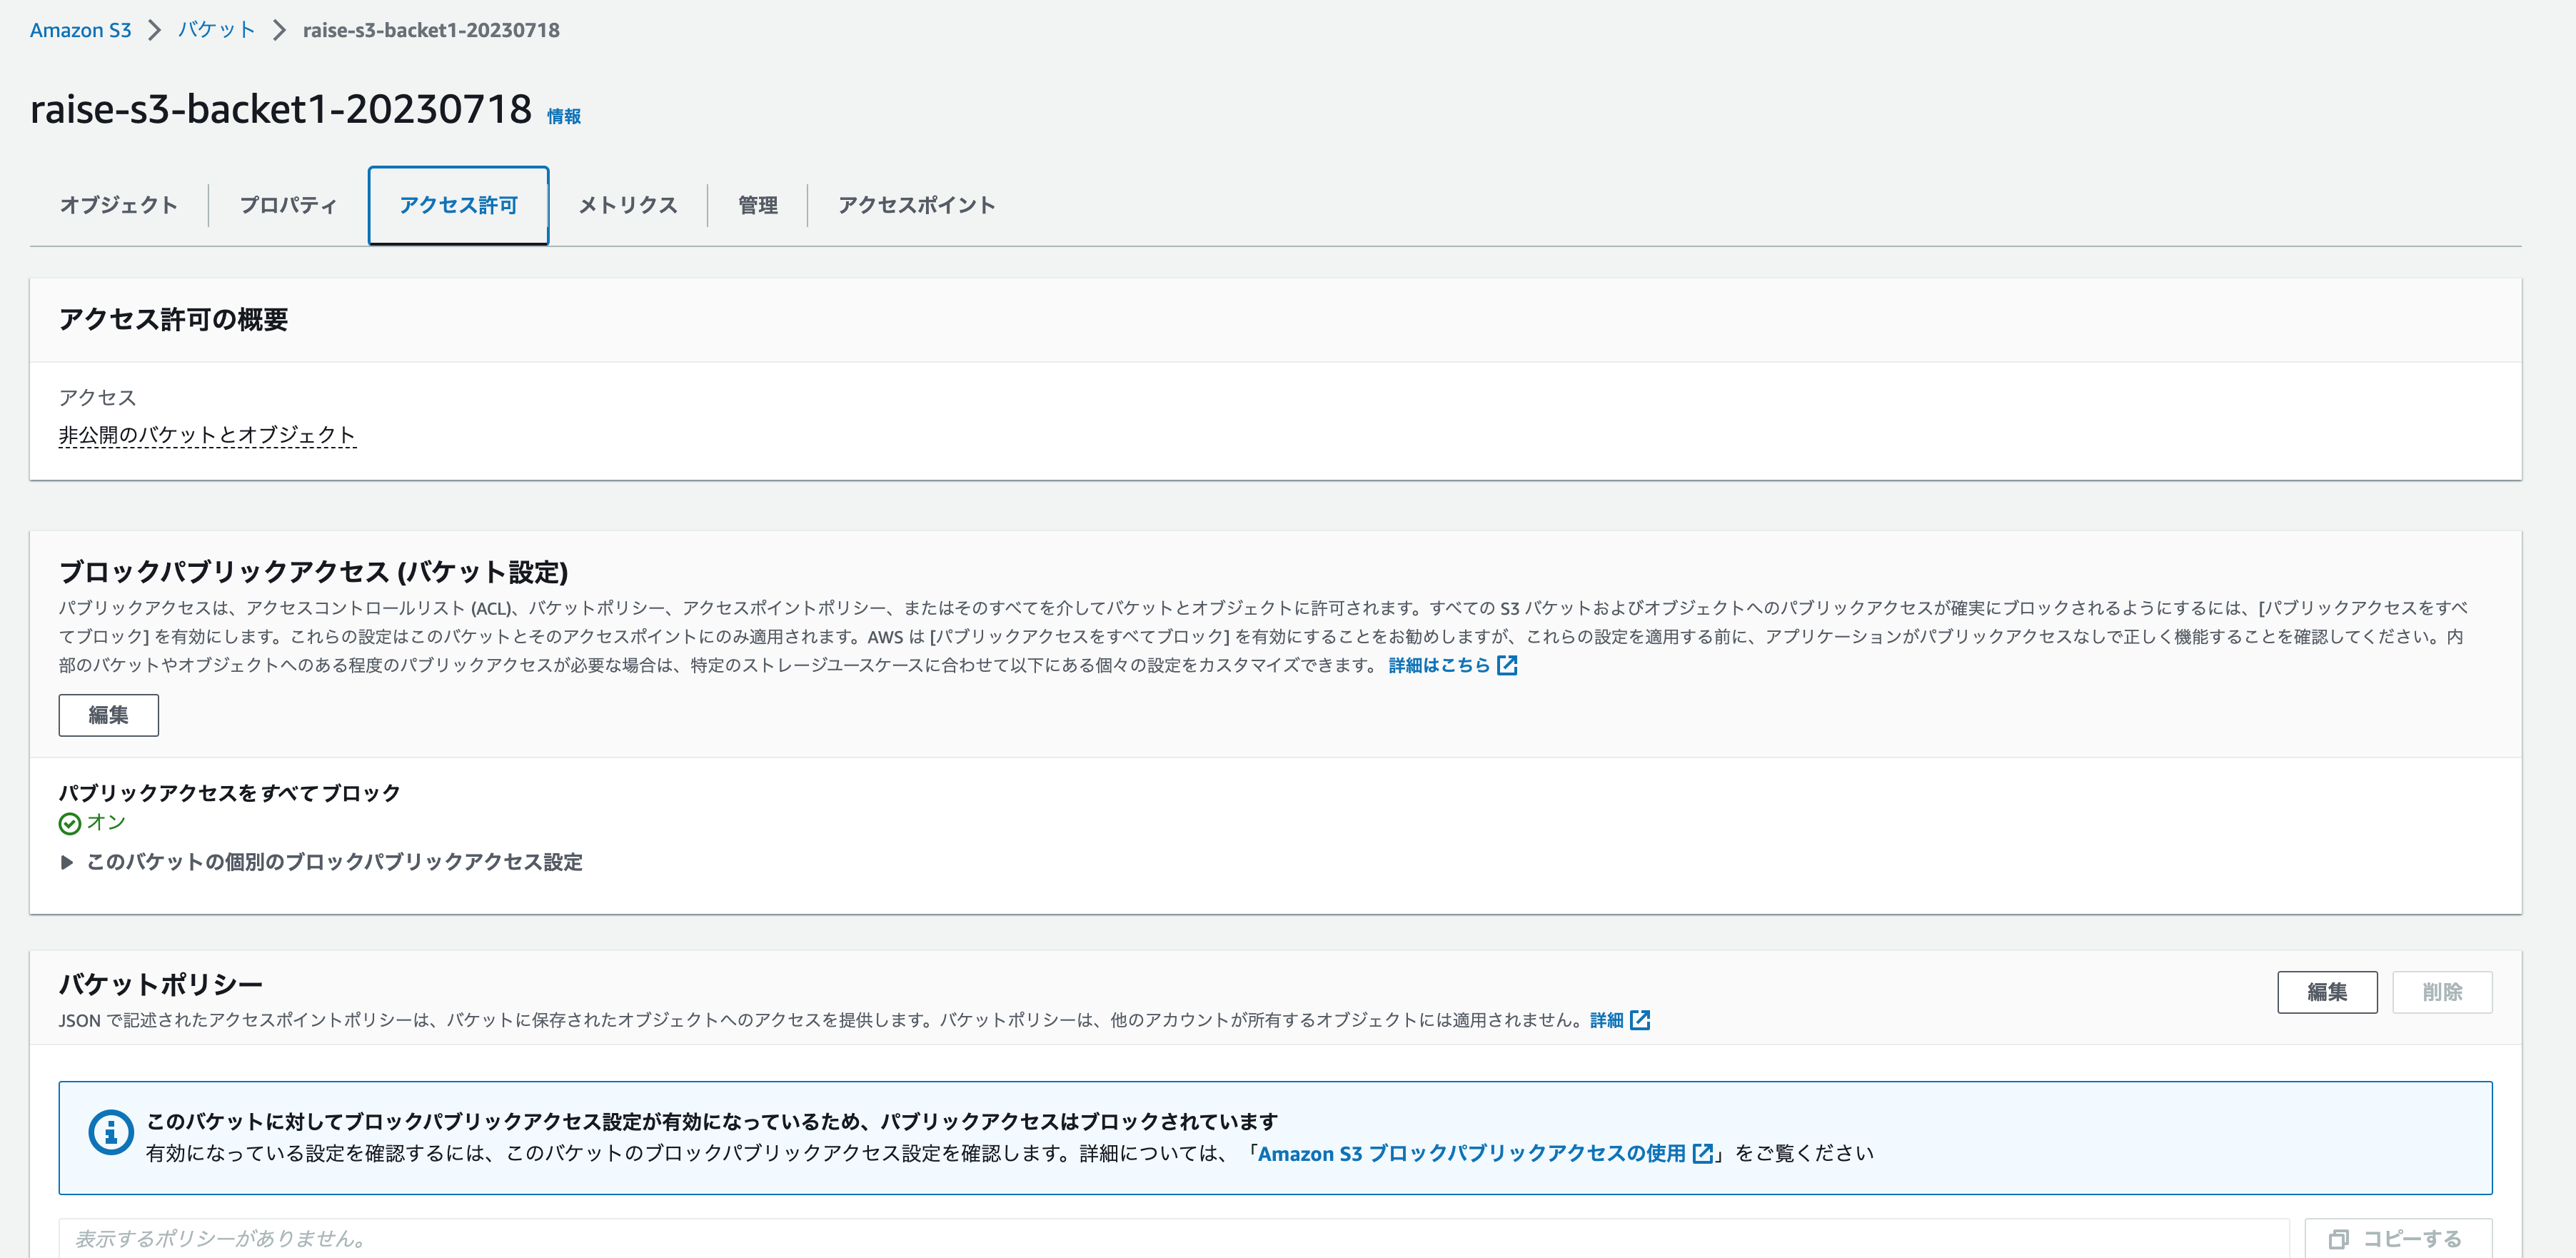 Amazon S3 > バケット > raise-s3-backet1-20230718
raise-s3-backet1-20230718 情報
オブジェクト プロパティ アクセス許可 メトリクス 管理 アクセスポイント
アクセス許可の概要
アクセス
非公開のバケットとオブジェクト
ブロックパブリックアクセス (バケット設定)
パブリックアクセスは、アクセスコントロールリスト (ACL)、バケットポリシー、アクセスポイントポリシー、またはそのすべてを介してバケットとオブジェクトに許可されます。すべての S3 バケットおよびオブジェクトへのパブリックアクセスが確実にブロックされるようにするには、[パブリックアクセスをすべ
てブロック] を有効にします。これらの設定はこのバケットとそのアクセスポイントにのみ適用されます。AWS は [パブリックアクセスをすべてブロック] を有効にすることをお勧めしますが、これらの設定を適用する前に、アプリケーションがパブリックアクセスなしで正しく機能することを確認してください。内
部のバケットやオブジェクトへのある程度のパブリックアクセスが必要な場合は、特定のストレージユースケースに合わせて以下にある個々の設定をカスタマイズできます。 詳細はこちら
編集
パブリックアクセスをすべてブロック
オン
このバケットの個別のブロックパブリックアクセス設定
バケットポリシー
編集 削除
JSON で記述されたアクセスポイントポリシーは、バケットに保存されたオブジェクトへのアクセスを提供します。バケットポリシーは、他のアカウントが所有するオブジェクトには適用されません。詳細
このバケットに対してブロックパブリックアクセス設定が有効になっているため、パブリックアクセスはブロックされています
有効になっている設定を確認するには、このバケットのブロックパブリックアクセス設定を確認します。詳細については、「Amazon S3 ブロックパブリックアクセスの使用」をご覧ください
表示するポリシーがありません。
コピーする